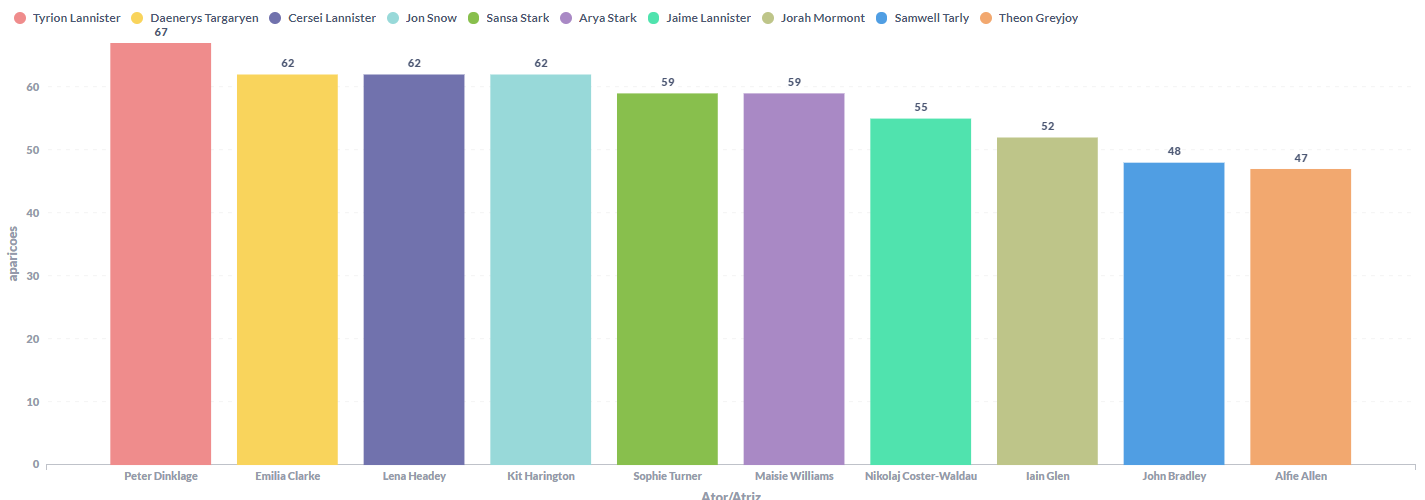 Tyrion Lannister Daenerys Targaryen Cersei Lannister Jon Snow Sansa Stark Arya Stark Jaime Lannister Jorah Mormont Samwell Tarly Theon Greyjoy
67
62 62 62
59 59
55
52
48
47
60
50
40
30
20
10
0
aparicoes
Peter Dinklage Emilia Clarke Lena Headey Kit Harington Sophie Turner Maisie Williams Nikolaj Coster-Waldau Iain Glen John Bradley Alfie Allen
Ator/Atriz